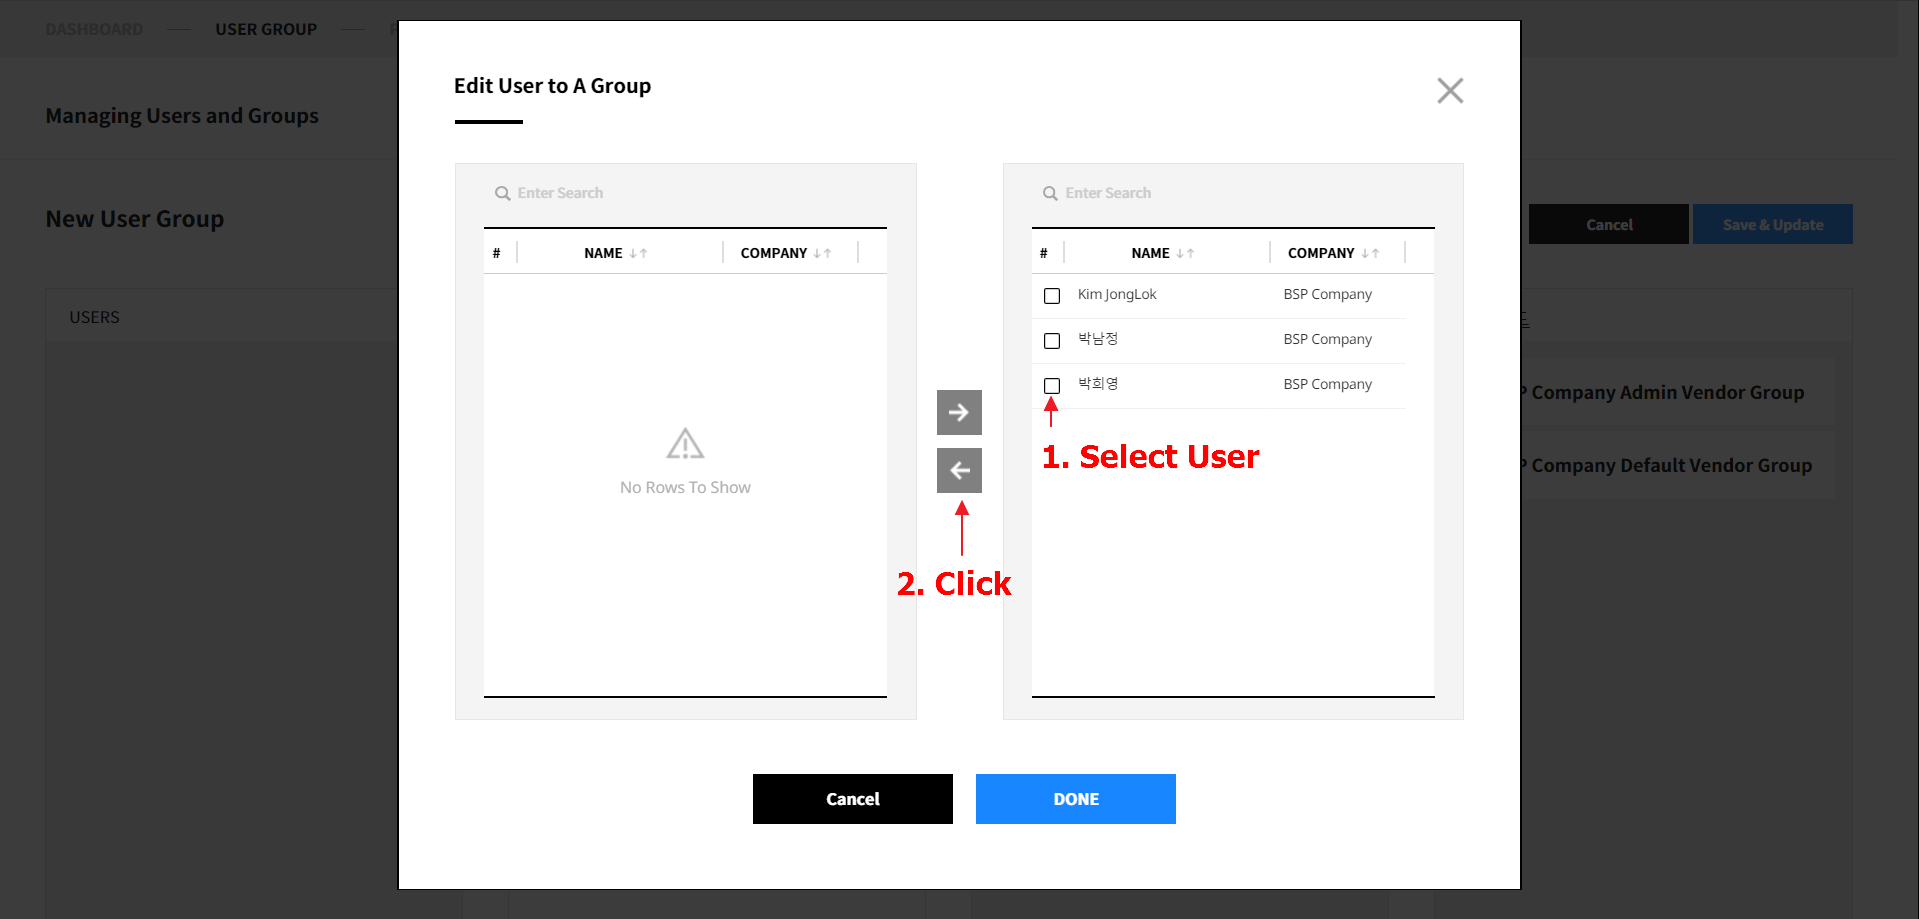 DASHBOARD — USER GROUP —
Managing Users and Groups
New User Group
Cancel
Save & Update
USERS
Company Admin Vendor Group
Company Default Vendor Group
Edit User to A Group
Enter Search
# NAME ↓↑ COMPANY ↓↑
No Rows To Show
Enter Search
# NAME ↓↑ COMPANY ↓↑
Kim JongLok BSP Company
박남정 BSP Company
박희영 BSP Company
1. Select User
2. Click
Cancel
DONE